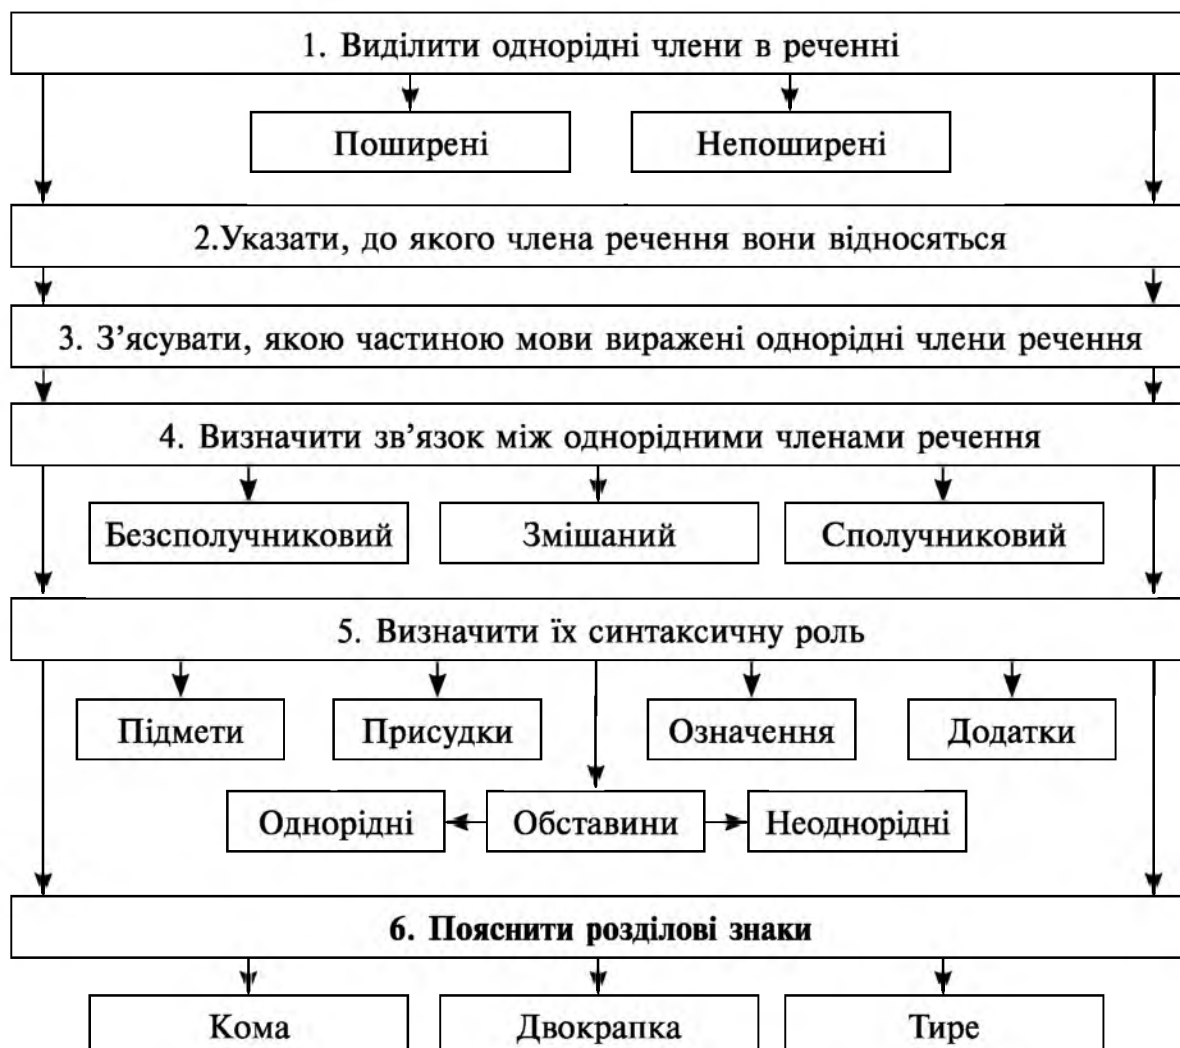 1. Виділити однорідні члени в реченні
Поширені
Непоширені
2.Указати, до якого члена речення вони відносяться
3. З’ясувати, якою частиною мови виражені однорідні члени речення
4. Визначити зв’язок між однорідними членами речення
Безсполучниковий
Змішаний
Сполучниковий
5. Визначити їх синтаксичну роль
Підмети
Присудки
Означення
Додатки
Однорідні
Обставини
Неоднорідні
6. Пояснити розділові знаки
Кома
Двокрапка
Тире